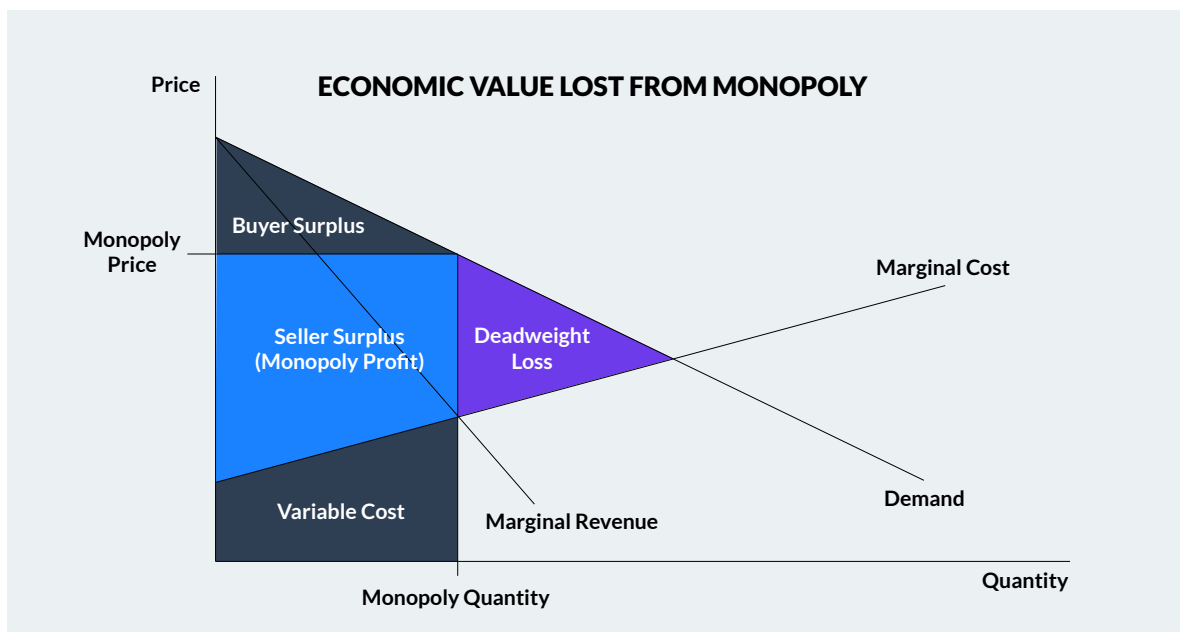 Price
ECONOMIC VALUE LOST FROM MONOPOLY
Buyer Surplus
Monopoly
Price
Marginal Cost
Seller Surplus
(Monopoly Profit)
Deadweight
Loss
Variable Cost
Marginal Revenue
Demand
Quantity
Monopoly Quantity